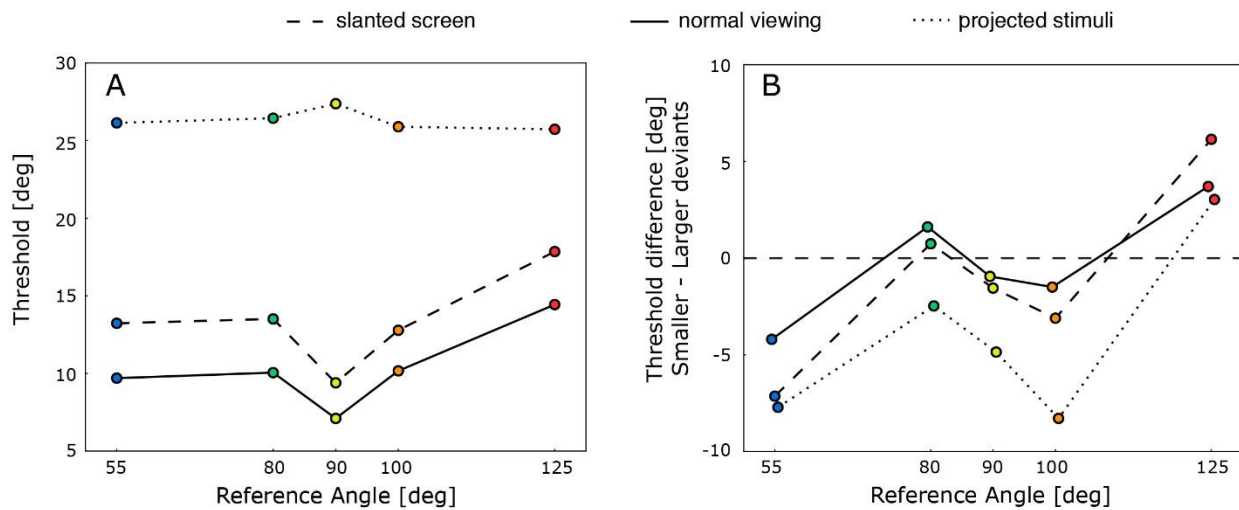 slanted screen normal viewing projected stimuli
A
Threshold [deg]
30
25
20
15
10
5
55 80 90 100 125
Reference Angle [deg]
B
Threshold difference [deg]
Smaller - Larger deviants
10
5
0
-5
-10
55 80 90 100 125
Reference Angle [deg]